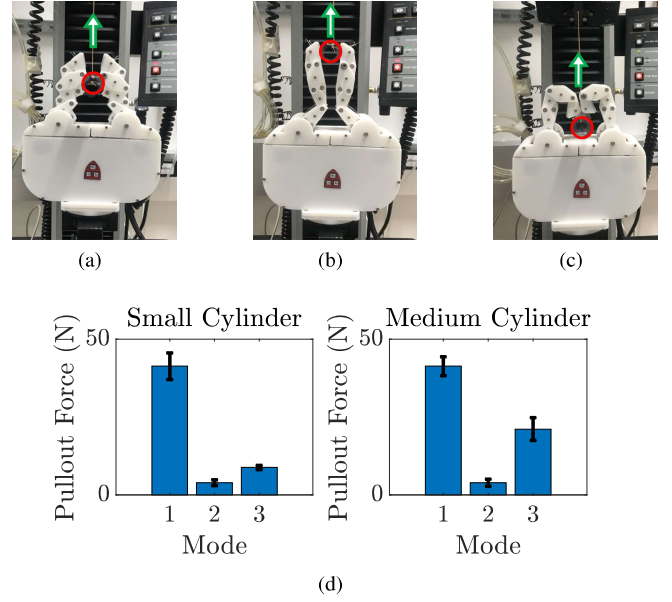 (a)
(b)
(c)
Small Cylinder
Medium Cylinder
Pullout Force (N)
50
0
1
2
3
Mode
Pullout Force (N)
50
0
1
2
3
Mode
(d)